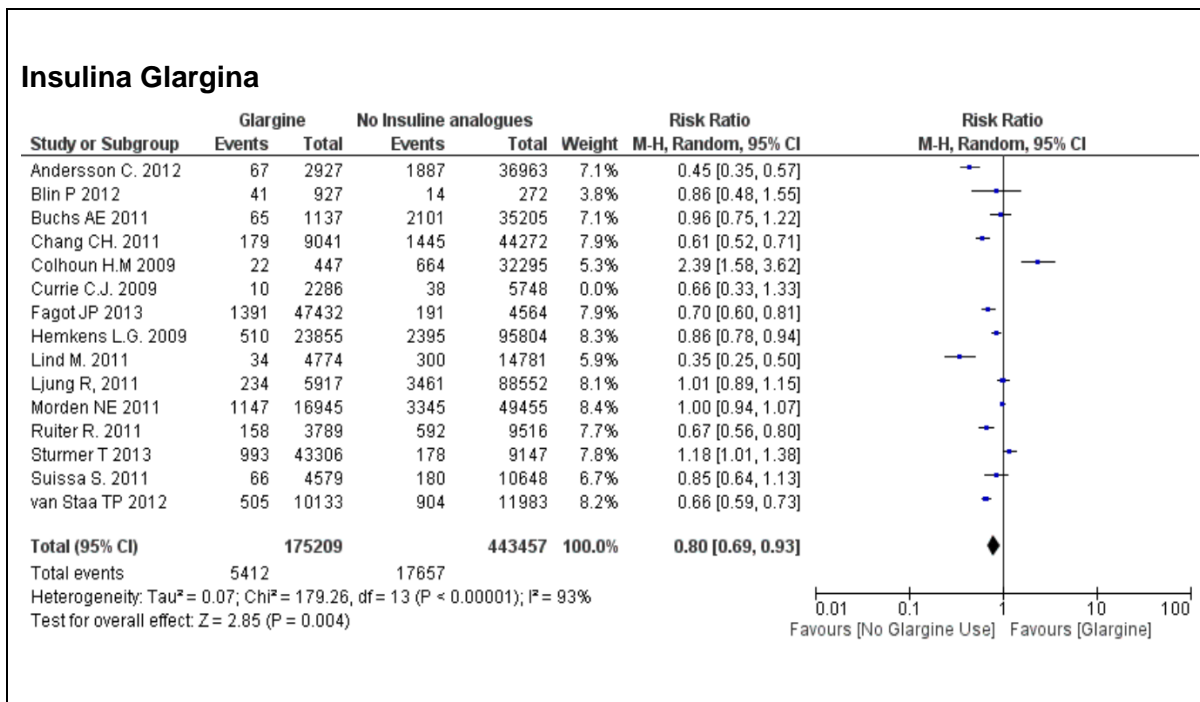 Insulina Glargina
Glargine No Insuline analogues Risk Ratio Risk Ratio
Study or Subgroup Events Total Events Total Weight M-H, Random, 95% CI M-H, Random, 95% CI
Andersson C. 2012 67 2927 1887 36963 7.1% 0.45 [0.35, 0.57]
Blin P 2012 41 927 14 272 3.8% 0.86 [0.48, 1.55]
Buchs AE 2011 65 1137 2101 35205 7.1% 0.96 [0.75, 1.22]
Chang CH. 2011 179 9041 1445 44272 7.9% 0.61 [0.52, 0.71]
Colhoun H.M 2009 22 447 664 32295 5.3% 2.39 [1.58, 3.62]
Currie C.J. 2009 10 2286 38 5748 0.0% 0.66 [0.33, 1.33]
Fagot JP 2013 1391 47432 191 4564 7.9% 0.70 [0.60, 0.81]
Hemkens L.G. 2009 510 23855 2395 95804 8.3% 0.86 [0.78, 0.94]
Lind M. 2011 34 4774 300 14781 5.9% 0.35 [0.25, 0.50]
Ljung R, 2011 234 5917 3461 88552 8.1% 1.01 [0.89, 1.15]
Morden NE 2011 1147 16945 3345 49455 8.4% 1.00 [0.94, 1.07]
Ruiter R. 2011 158 3789 592 9516 7.7% 0.67 [0.56, 0.80]
Sturmer T 2013 993 43306 178 9147 7.8% 1.18 [1.01, 1.38]
Suissa S. 2011 66 4579 180 10648 6.6% 0.85 [0.64, 1.13]
van Staa TP 2012 505 10133 904 11983 8.2% 0.66 [0.59, 0.73]
Total (95% CI) 175209 443457 100.0% 0.80 [0.69, 0.93]
Total events 5412 17657
Heterogeneity: Tau² = 0.07; Chi² = 179.26, df = 13 (P < 0.00001); I² = 93%
Test for overall effect: Z = 2.85 (P = 0.004)
0.01 0.1 1 10 100
Favours [No Glargine Use] Favours [Glargine]